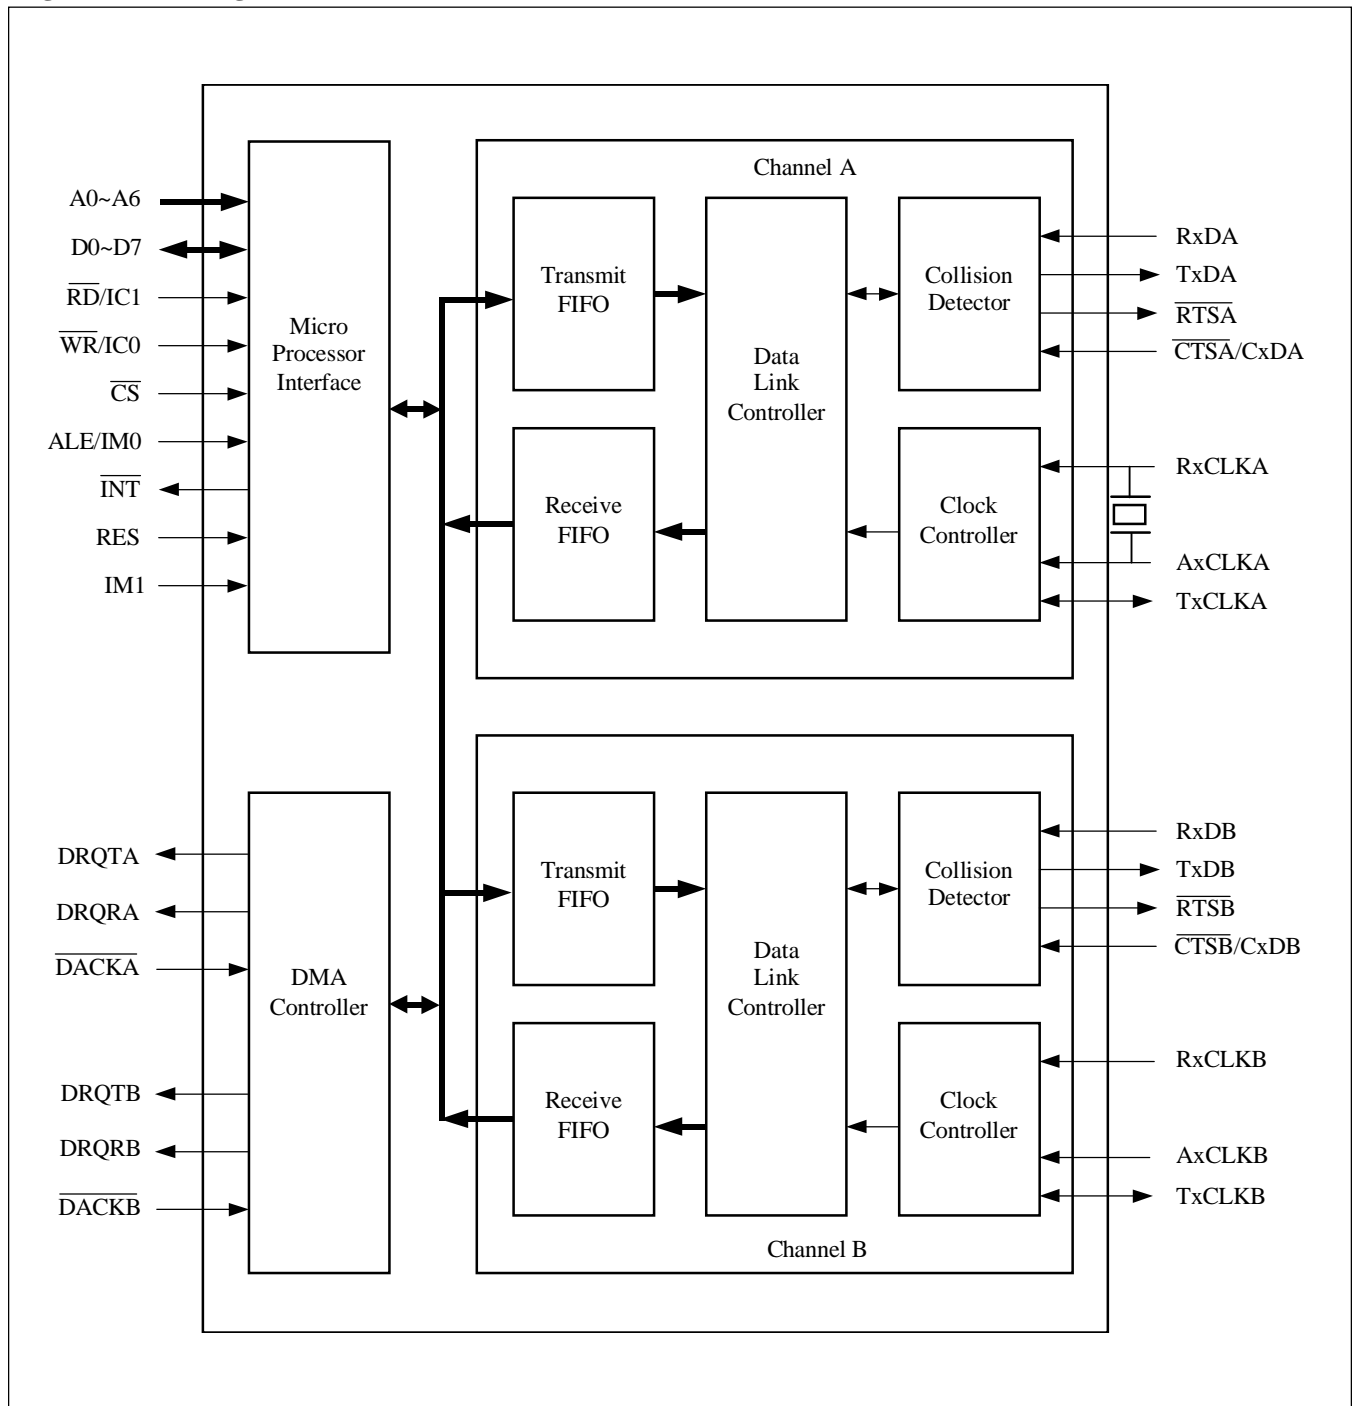 Channel A
A0~A6
D0~D7
RD/IC1
WR/IC0
CS
ALE/IM0
INT
RES
IM1
Micro
Processor
Interface
Transmit
FIFO
Receive
FIFO
Data
Link
Controller
Collision
Detector
Clock
Controller
RxDA
TxDA
RTSA
CTSA/CxDA
RxCLKA
AxCLKA
TxCLKA
DRQTA
DRQRA
DACKA
DRQTB
DRQRB
DACKB
DMA
Controller
Transmit
FIFO
Receive
FIFO
Data
Link
Controller
Collision
Detector
Clock
Controller
RxDB
TxDB
RTSB
CTSB/CxDB
RxCLKB
AxCLKB
TxCLKB
Channel B